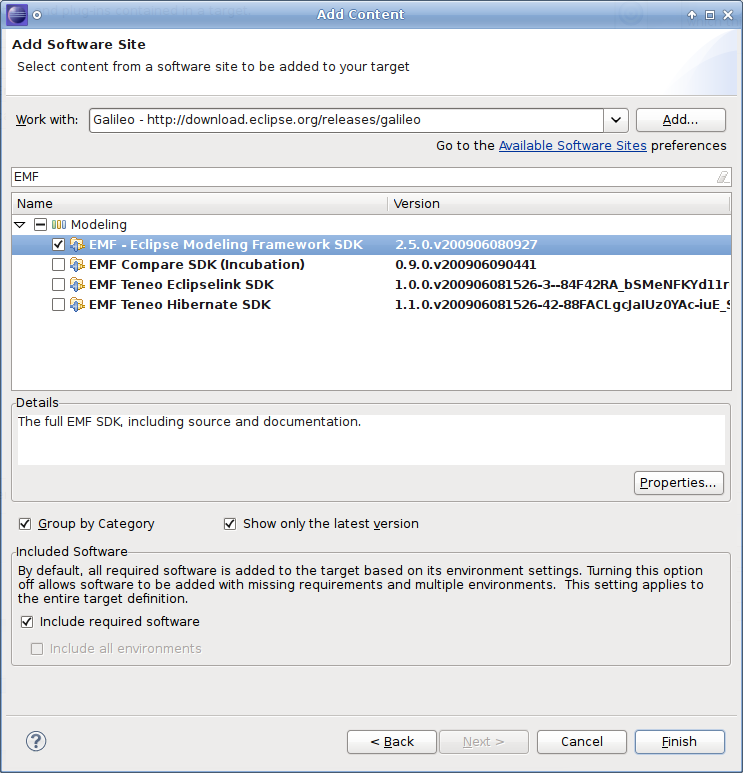 Add Content
Add Software Site
Select content from a software site to be added to your target
Work with: Galileo - http://download.eclipse.org/releases/galileo Add...
Go to the Available Software Sites preferences
EMF
Name Version
Modeling
EMF - Eclipse Modeling Framework SDK 2.5.0.v200906080927
EMF Compare SDK (Incubation) 0.9.0.v200906090441
EMF Teneo Eclipselink SDK 1.0.0.v200906081526-3--84F42RA_bSMeNFKYd11r
EMF Teneo Hibernate SDK 1.1.0.v200906081526-42-88FACLgcJaIUz0YAc-iuE_S
Details
The full EMF SDK, including source and documentation.
Properties...
Group by Category Show only the latest version
Included Software
By default, all required software is added to the target based on its environment settings. Turning this option
off allows software to be added with missing requirements and multiple environments.  This setting applies to
the entire target definition.
Include required software
Include all environments
? < Back Next > Cancel Finish